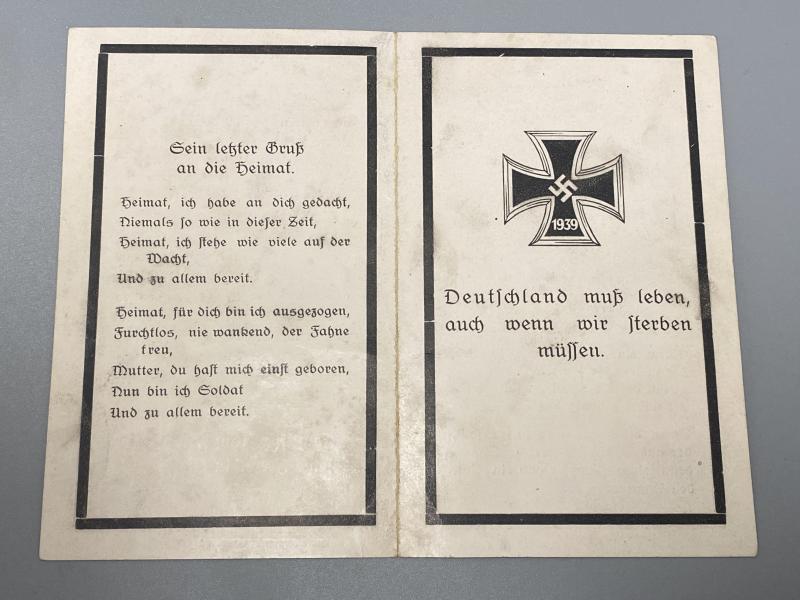 Sein letzter Gruß
an die Heimat.
Heimat, ich habe an dich gedacht,
Niemals so wie in dieser Zeit,
Heimat, ich stehe wie viele auf der
Wacht,
Und zu allem bereit.
Heimat, für dich bin ich ausgezogen,
Furchtlos, nie wankend, der Fahne
treu,
Mutter, du hast mich einst geboren,
Nun bin ich Soldat
Und zu allem bereit.
1939
Deutschland muß leben,
auch wenn wir sterben
müssen.